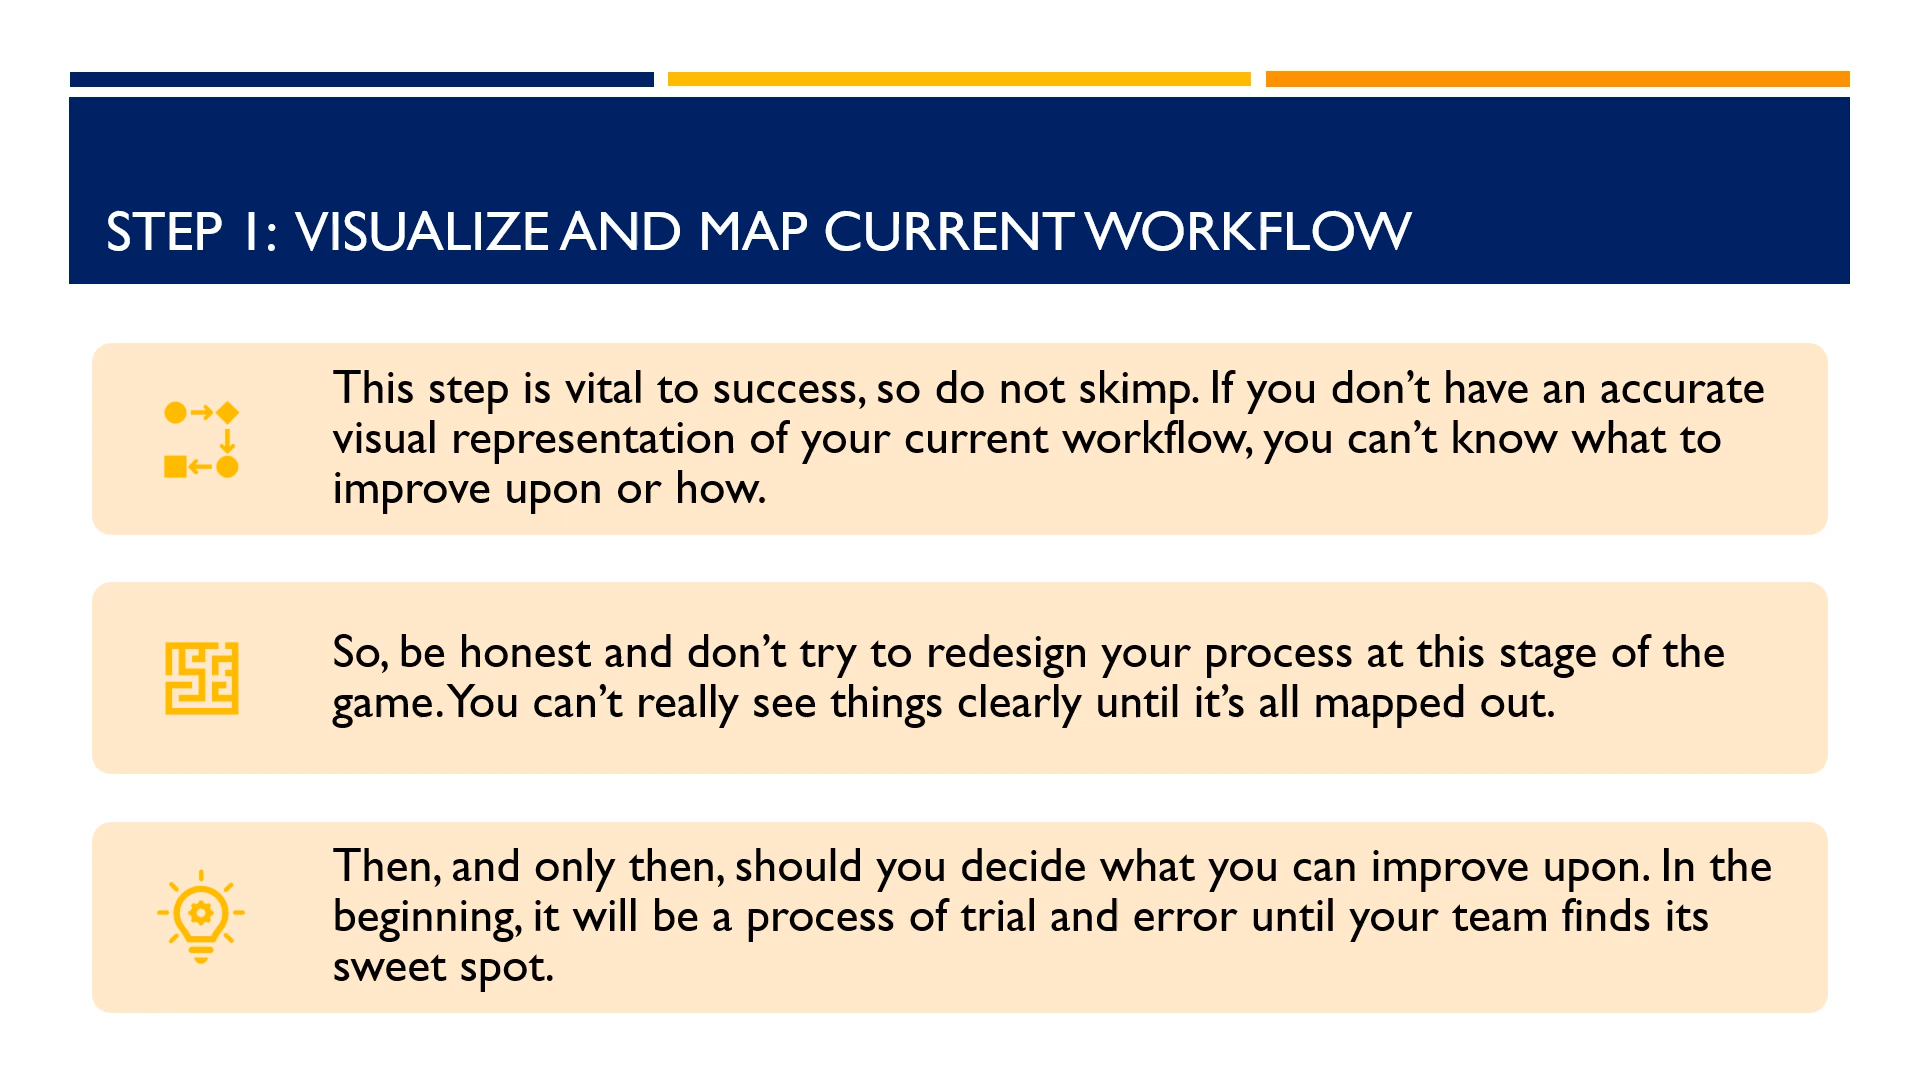 STEP 1: VISUALIZE AND MAP CURRENT WORKFLOW
This step is vital to success, so do not skimp. If you don’t have an accurate
visual representation of your current workflow, you can’t know what to
improve upon or how.
So, be honest and don’t try to redesign your process at this stage of the
game. You can’t really see things clearly until it’s all mapped out.
Then, and only then, should you decide what you can improve upon. In the
beginning, it will be a process of trial and error until your team finds its
sweet spot.